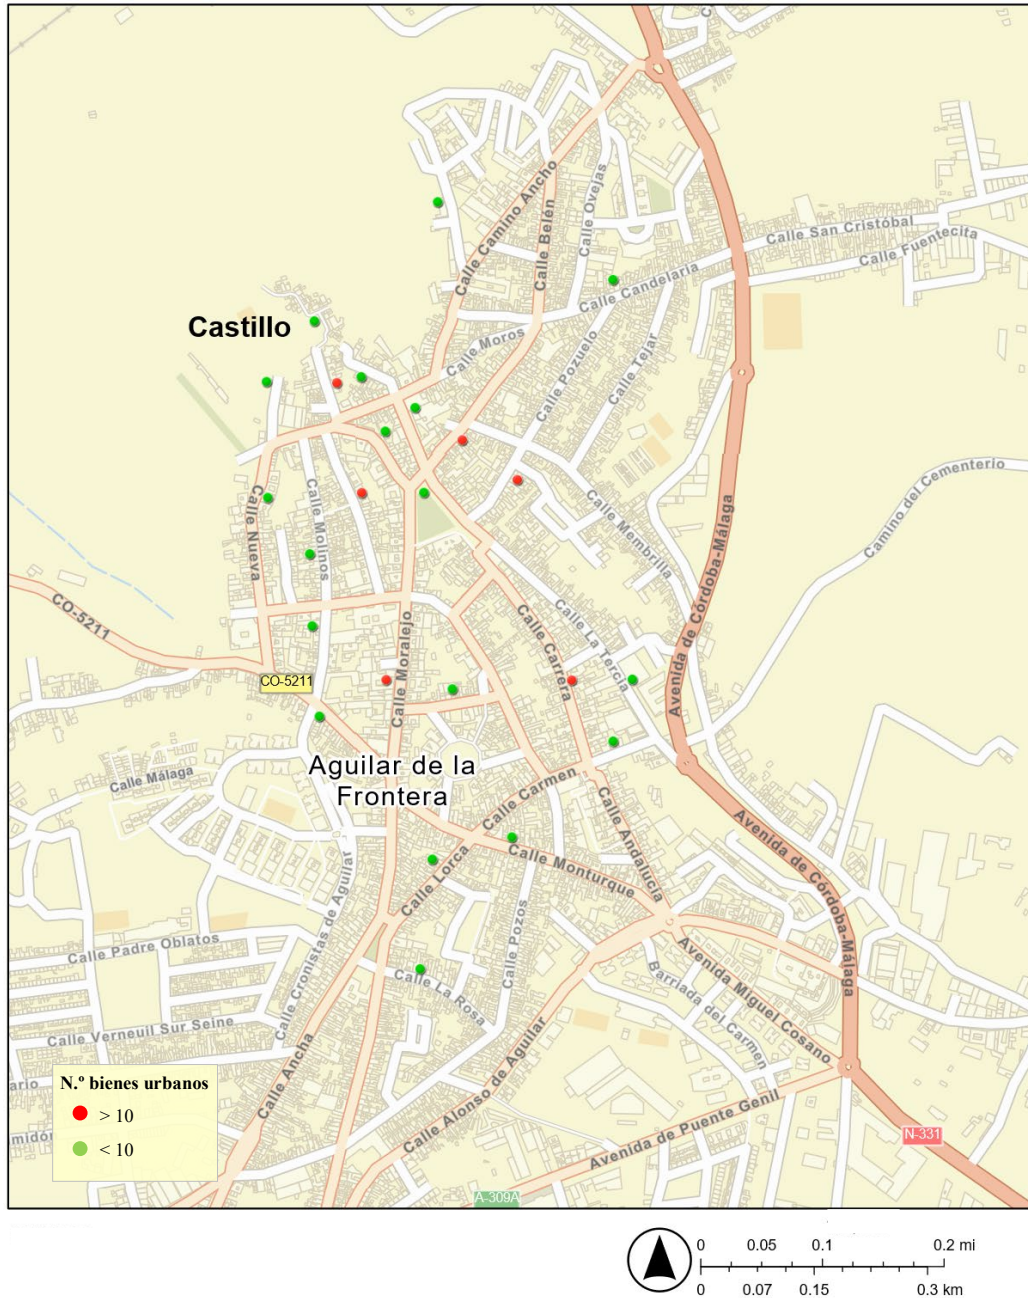 C
Calle Camino Ancho
Calle Belén
Calle Ovejas
Calle San Cristóbal
Calle Fuentecita
Calle Candelaria
Castillo
Calle Moros
Calle Pozuelo
Calle Tejar
Camino del Cementerio
Calle Nueva
Calle Molinos
Calle Membrilla
Avenida de Córdoba-Málaga
CO-5211
Calle Moralejo
Calle Carrera
Calle La Tercia
CO-5211
Aguilar de la
Frontera
Calle Málaga
Calle Carmen
Calle Andalucía
Avenida de Córdoba-Málaga
Calle Lorca
Calle Monturque
Calle Cronistas de Aguilar
Calle Pozos
Calle Padre Oblatos
Calle La Rosa
Barriada del Carmen
Avenida Miguel Cosano
Calle Verneuil Sur Seine
Calle Ancha
Calle Alonso de Aguilar
Avenida de Puente Genil
ario
midón
N.º bienes urbanos
> 10
< 10
N-331
A-309A
0 0.05 0.1 0.2 mi
0 0.07 0.15 0.3 km